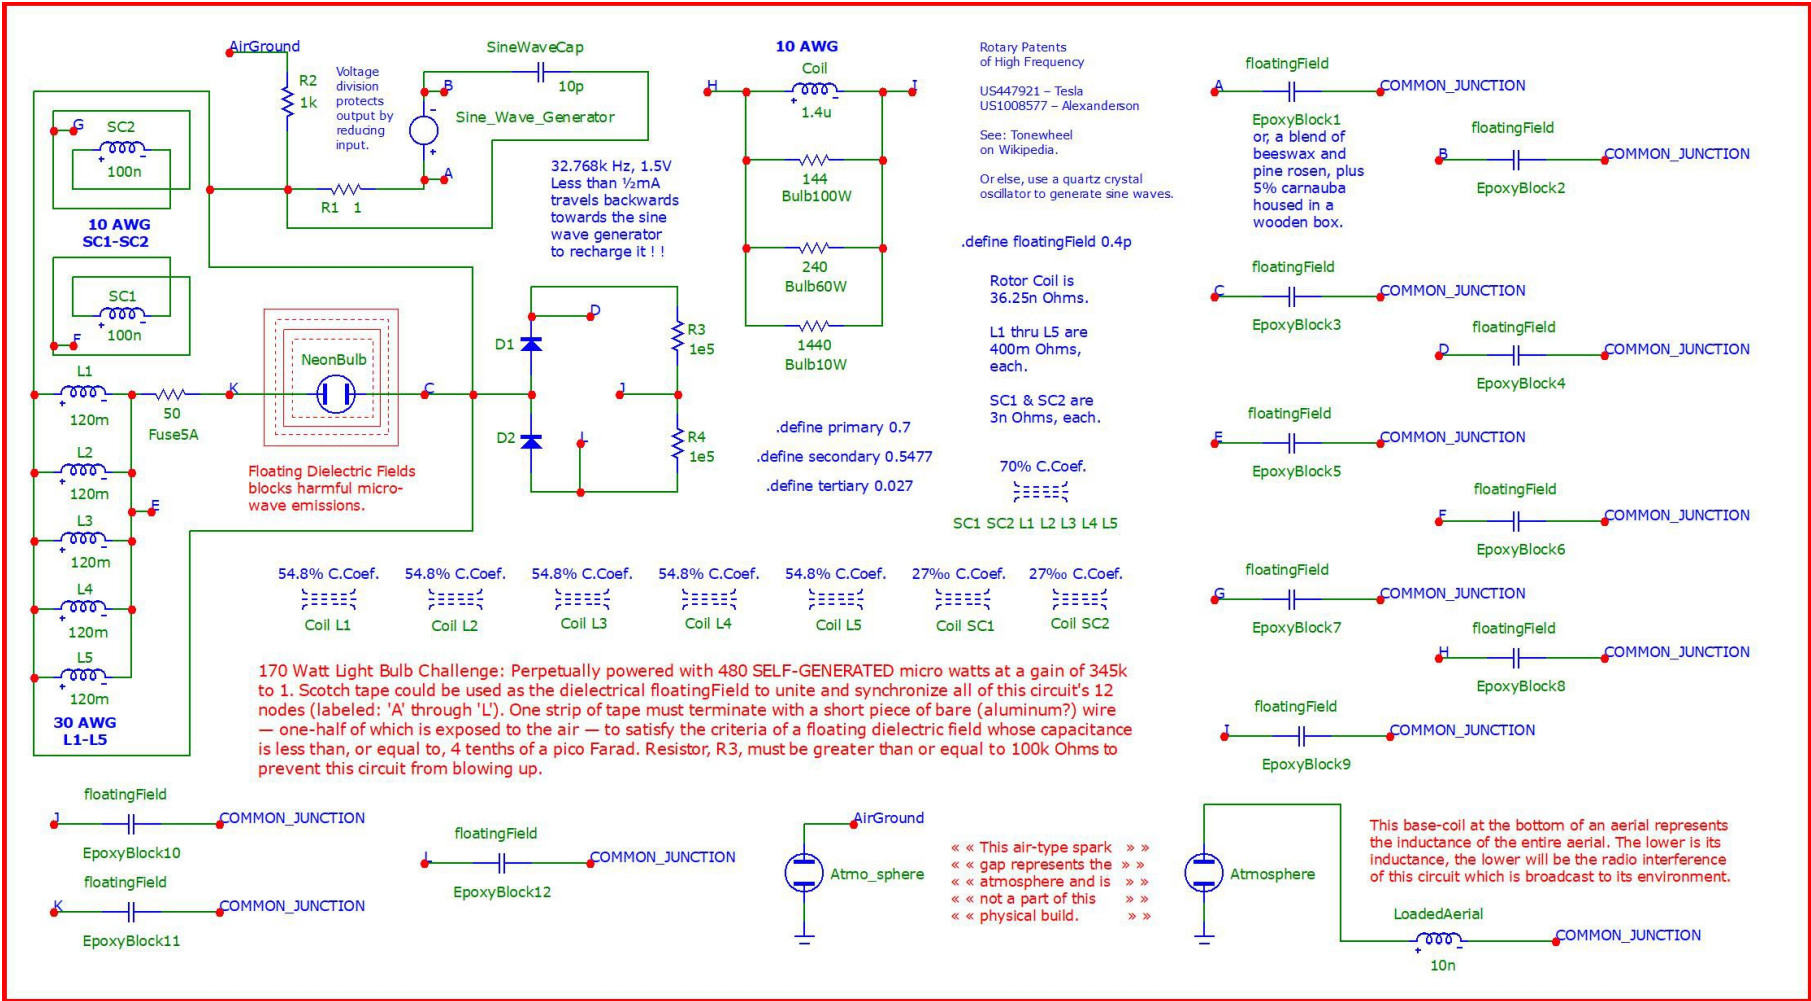 AirGround
R2
1k
Voltage
division
protects
output by
reducing
input.
SineWaveCap
10p
B
Sine_Wave_Generator
A
R1 1
32.768k Hz, 1.5V
Less than ½mA
travels backwards
towards the sine
wave generator
to recharge it ! !
10 AWG
Coil
H
I
1.4u
144
Bulb100W
240
Bulb60W
1440
Bulb10W
Rotary Patents
of High Frequency
US447921 – Tesla
US1008577 – Alexanderson
See: Tonewheel
on Wikipedia.
Or else, use a quartz crystal
oscillator to generate sine waves.
.define floatingField 0.4p
Rotor Coil is
36.25n Ohms.
L1 thru L5 are
400m Ohms,
each.
SC1 & SC2 are
3n Ohms, each.
70% C.Coef.
SC1 SC2 L1 L2 L3 L4 L5
G
SC2
100n
10 AWG
SC1-SC2
SC1
100n
F
L1
120m
L2
120m
L3
120m
L4
120m
L5
120m
30 AWG
L1-L5
50
Fuse5A
E
K
NeonBulb
C
Floating Dielectric Fields
blocks harmful micro-
wave emissions.
D1
D
D2
L
J
R3
1e5
R4
1e5
.define primary 0.7
.define secondary 0.5477
.define tertiary 0.027
54.8% C.Coef.
Coil L1
54.8% C.Coef.
Coil L2
54.8% C.Coef.
Coil L3
54.8% C.Coef.
Coil L4
54.8% C.Coef.
Coil L5
27‰ C.Coef.
Coil SC1
27‰ C.Coef.
Coil SC2
170 Watt Light Bulb Challenge: Perpetually powered with 480 SELF-GENERATED micro watts at a gain of 345k
to 1. Scotch tape could be used as the dielectrical floatingField to unite and synchronize all of this circuit's 12
nodes (labeled: 'A' through 'L'). One strip of tape must terminate with a short piece of bare (aluminum?) wire
— one-half of which is exposed to the air — to satisfy the criteria of a floating dielectric field whose capacitance
is less than, or equal to, 4 tenths of a pico Farad. Resistor, R3, must be greater than or equal to 100k Ohms to
prevent this circuit from blowing up.
floatingField
A
COMMON_JUNCTION
EpoxyBlock1
or, a blend of
beeswax and
pine rosen, plus
5% carnauba
housed in a
wooden box.
floatingField
B
COMMON_JUNCTION
EpoxyBlock2
floatingField
C
COMMON_JUNCTION
EpoxyBlock3
floatingField
D
COMMON_JUNCTION
EpoxyBlock4
floatingField
E
COMMON_JUNCTION
EpoxyBlock5
floatingField
F
COMMON_JUNCTION
EpoxyBlock6
floatingField
G
COMMON_JUNCTION
EpoxyBlock7
floatingField
H
COMMON_JUNCTION
EpoxyBlock8
floatingField
I
COMMON_JUNCTION
EpoxyBlock9
floatingField
J
COMMON_JUNCTION
EpoxyBlock10
floatingField
K
COMMON_JUNCTION
EpoxyBlock11
floatingField
L
COMMON_JUNCTION
EpoxyBlock12
AirGround
Atmo_sphere
« « This air-type spark » »
« « gap represents the » »
« « atmosphere and is » »
« « not a part of this » »
« « physical build. » »
Atmosphere
This base-coil at the bottom of an aerial represents
the inductance of the entire aerial. The lower is its
inductance, the lower will be the radio interference
of this circuit which is broadcast to its environment.
LoadedAerial
COMMON_JUNCTION
10n